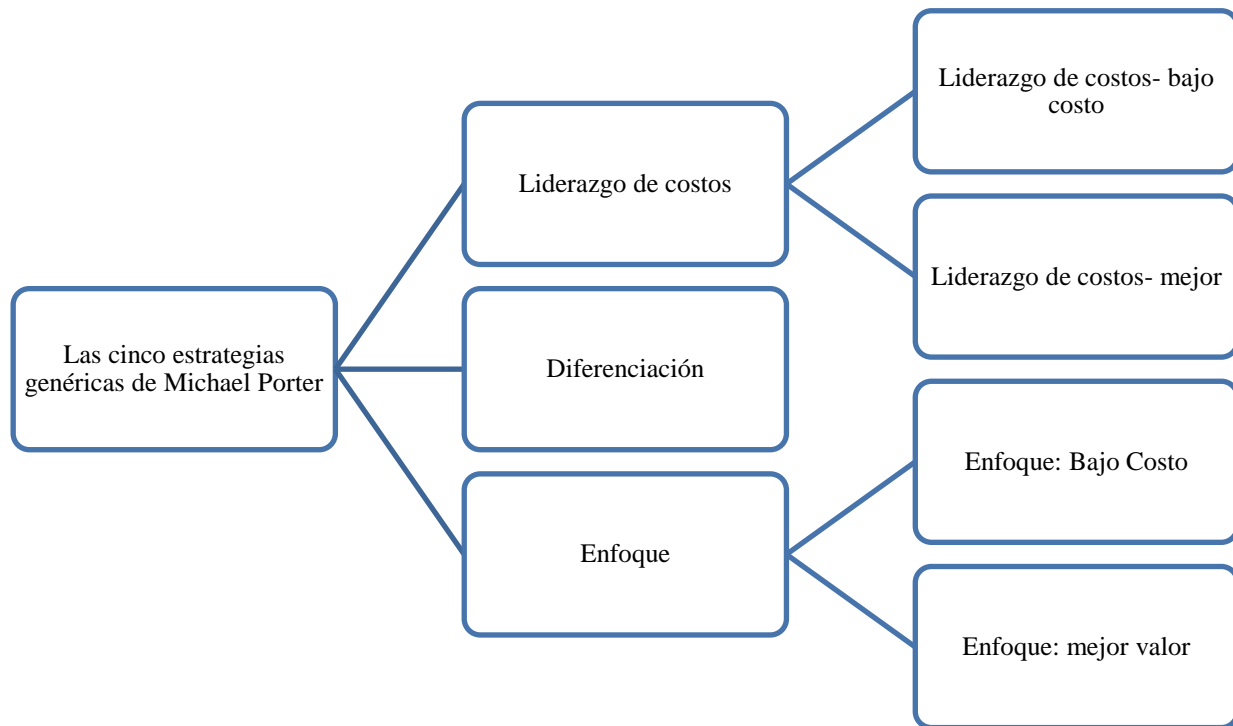 Las cinco estrategias
genéricas de Michael Porter
Liderazgo de costos
Diferenciación
Enfoque
Liderazgo de costos- bajo
costo
Liderazgo de costos- mejor
Enfoque: Bajo Costo
Enfoque: mejor valor